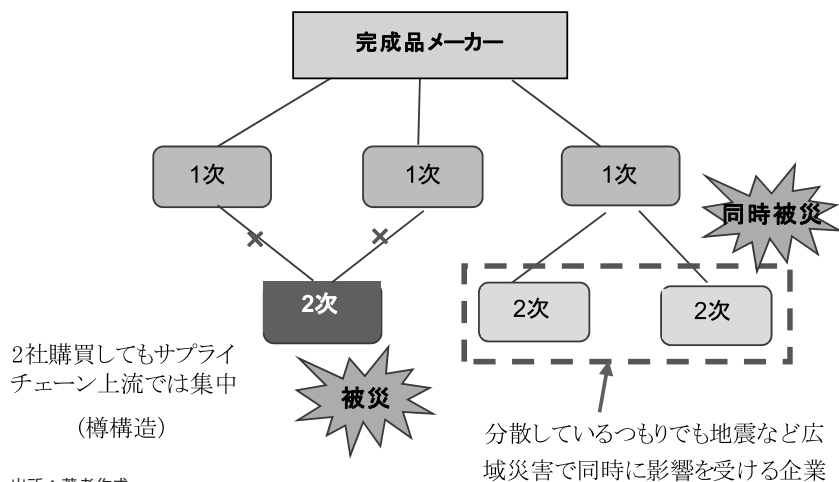 完成品メーカー
1次
1次
1次
同時被災
2次
2次
2次
2社購買してもサプライ
チェーン上流では集中
(樽構造)
被災
分散しているつもりでも地震など広
域災害で同時に影響を受ける企業